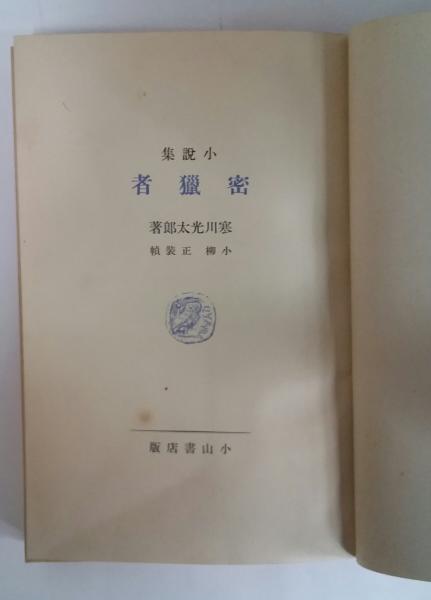 小說集
密獵者
寒川光太郎著
小柳 正裝幀
小山書店版